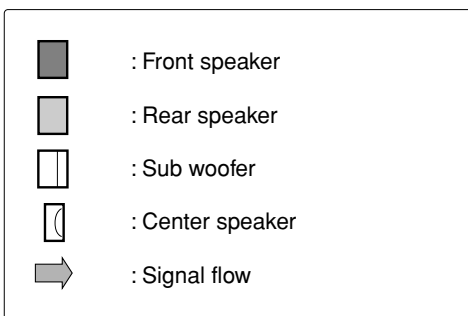 : Front speaker
: Rear speaker
: Sub woofer
: Center speaker
: Signal flow